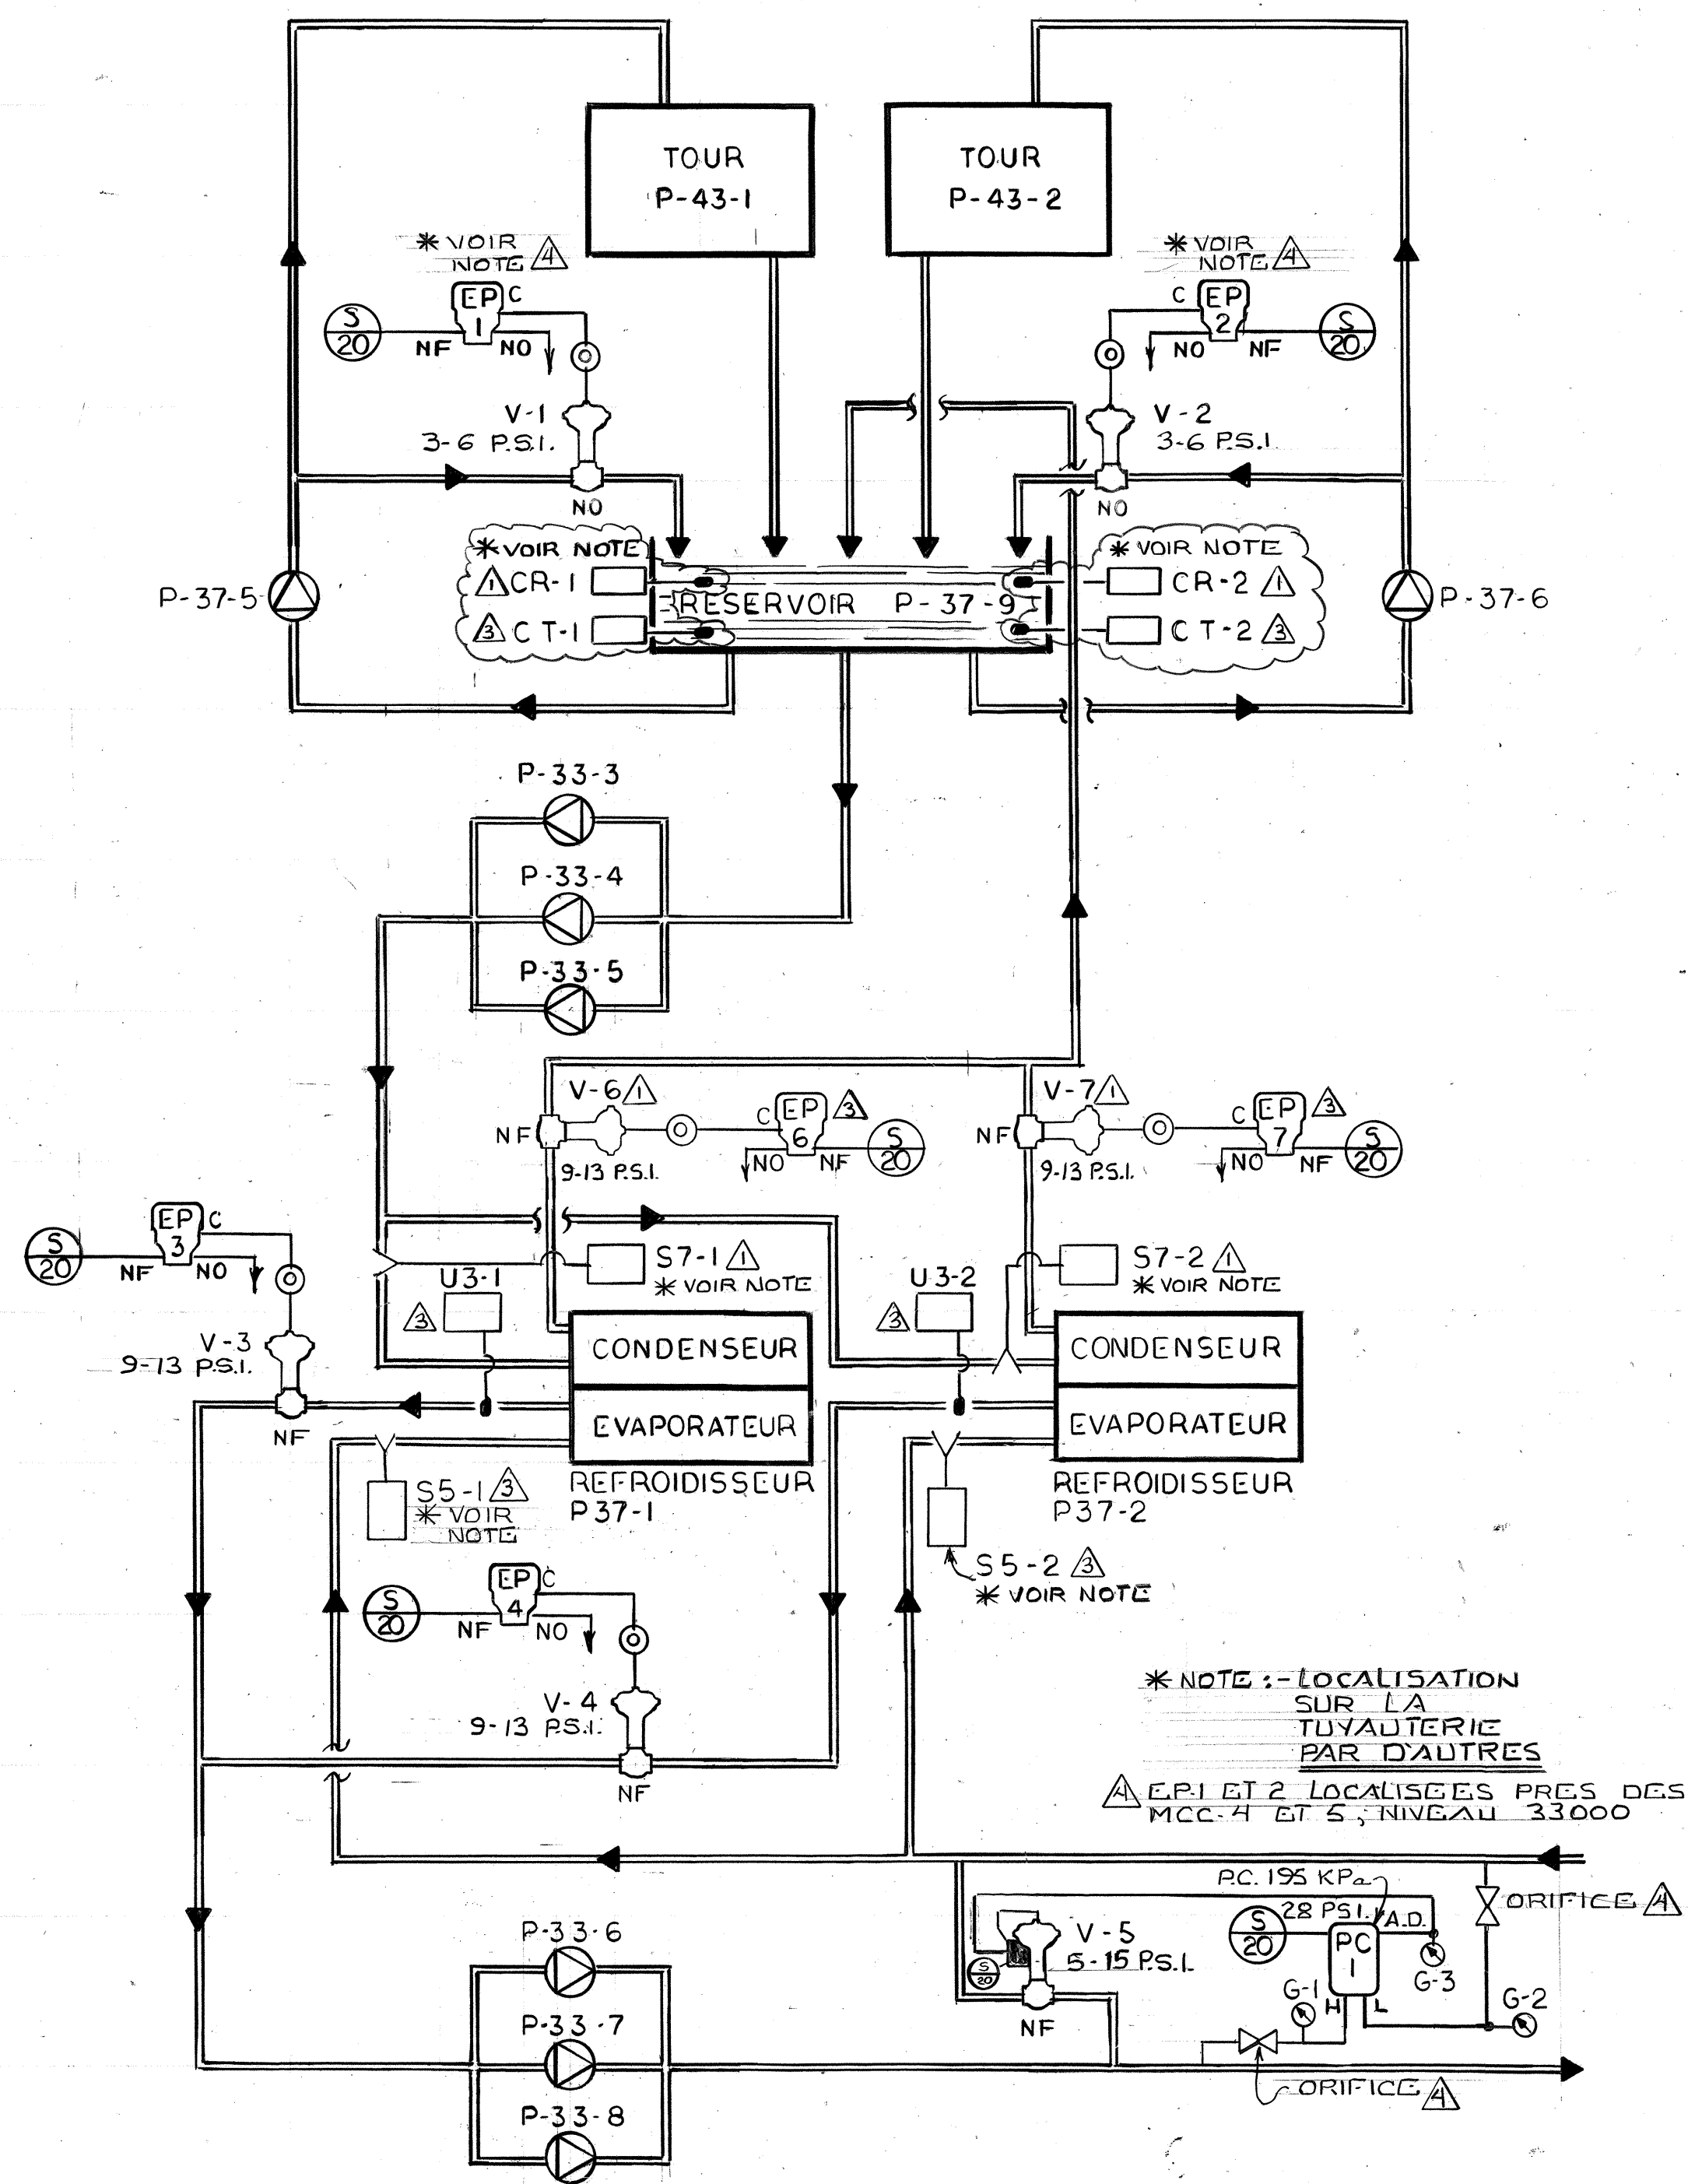 TOUR
P-43-1
TOUR
P-43-2
* VOIR
NOTE 4
* VOIR
NOTE 4
S
20
EP
1
C
NF
NO
C
EP
2
NO
NF
S
20
V-1
3-6 P.S.I.
NO
V-2
3-6 P.S.I.
NO
* VOIR NOTE
1 CR-1
3 CT-1
* VOIR NOTE
CR-2 1
CT-2 3
RESERVOIR P-37-9
P-37-5
P-37-6
P-33-3
P-33-4
P-33-5
V-6 1
NF
9-13 P.S.I.
C
EP
6
3
NO
NF
S
20
V-7 1
NF
9-13 P.S.I.
C
EP
7
3
NO
NF
S
20
S
20
EP
3
C
NF
NO
V-3
9-13 P.S.I.
NF
S7-1 1
* VOIR NOTE
U3-1
3
S7-2 1
* VOIR NOTE
U3-2
3
CONDENSEUR
EVAPORATEUR
REFROIDISSEUR
P37-1
CONDENSEUR
EVAPORATEUR
REFROIDISSEUR
P37-2
S5-1 3
* VOIR
NOTE
S5-2 3
* VOIR NOTE
S
20
EP
4
C
NF
NO
V-4
9-13 P.S.I.
NF
* NOTE :- LOCALISATION
SUR LA
TUYAUTERIE
PAR D'AUTRES
4 EP.1 ET 2 LOCALISEES PRES DES
MCC-4 ET 5, NIVEAU 33000
P.C. 195 KPa
28 PSI.
A.D.
ORIFICE 4
S
20
PC
1
H
L
G-1
G-2
G-3
V-5
5-15 P.S.I.
S
20
NF
ORIFICE 4
P-33-6
P-33-7
P-33-8